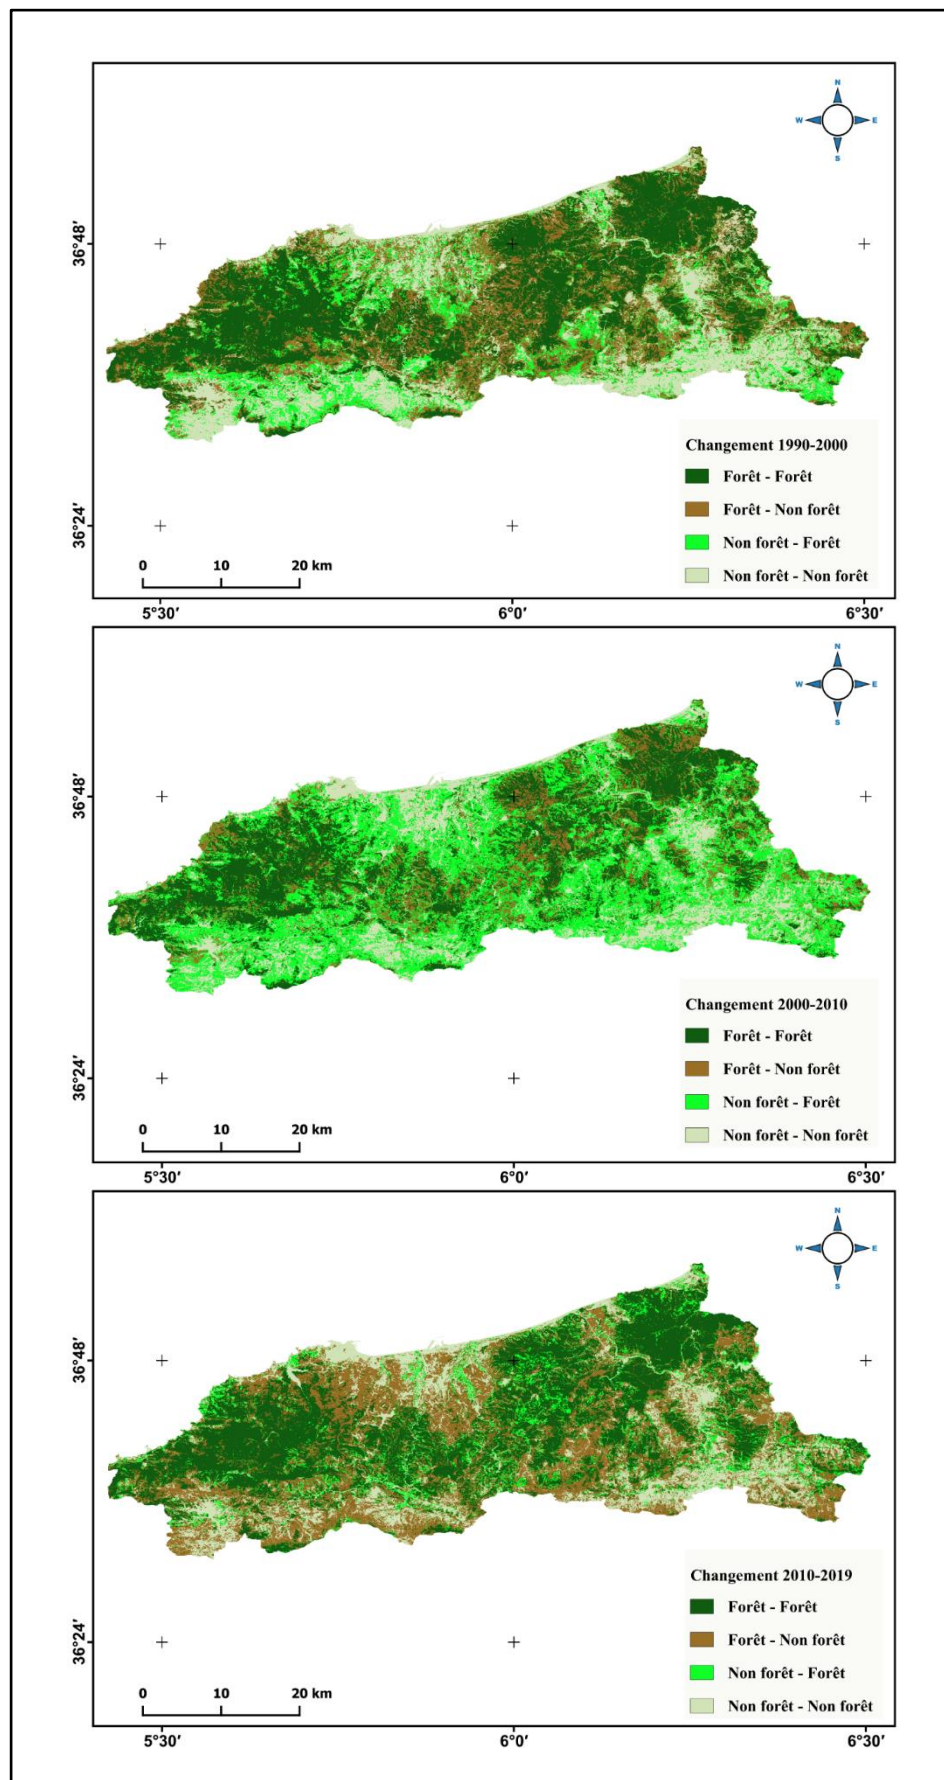 N
W E
S
36°48′
Changement 1990-2000
Forêt - Forêt
Forêt - Non forêt
Non forêt - Forêt
Non forêt - Non forêt
36°24′
0 10 20 km
5°30′ 6°0′ 6°30′
N
W E
S
36°48′
Changement 2000-2010
Forêt - Forêt
Forêt - Non forêt
Non forêt - Forêt
Non forêt - Non forêt
36°24′
0 10 20 km
5°30′ 6°0′ 6°30′
N
W E
S
36°48′
Changement 2010-2019
Forêt - Forêt
Forêt - Non forêt
Non forêt - Forêt
Non forêt - Non forêt
36°24′
0 10 20 km
5°30′ 6°0′ 6°30′